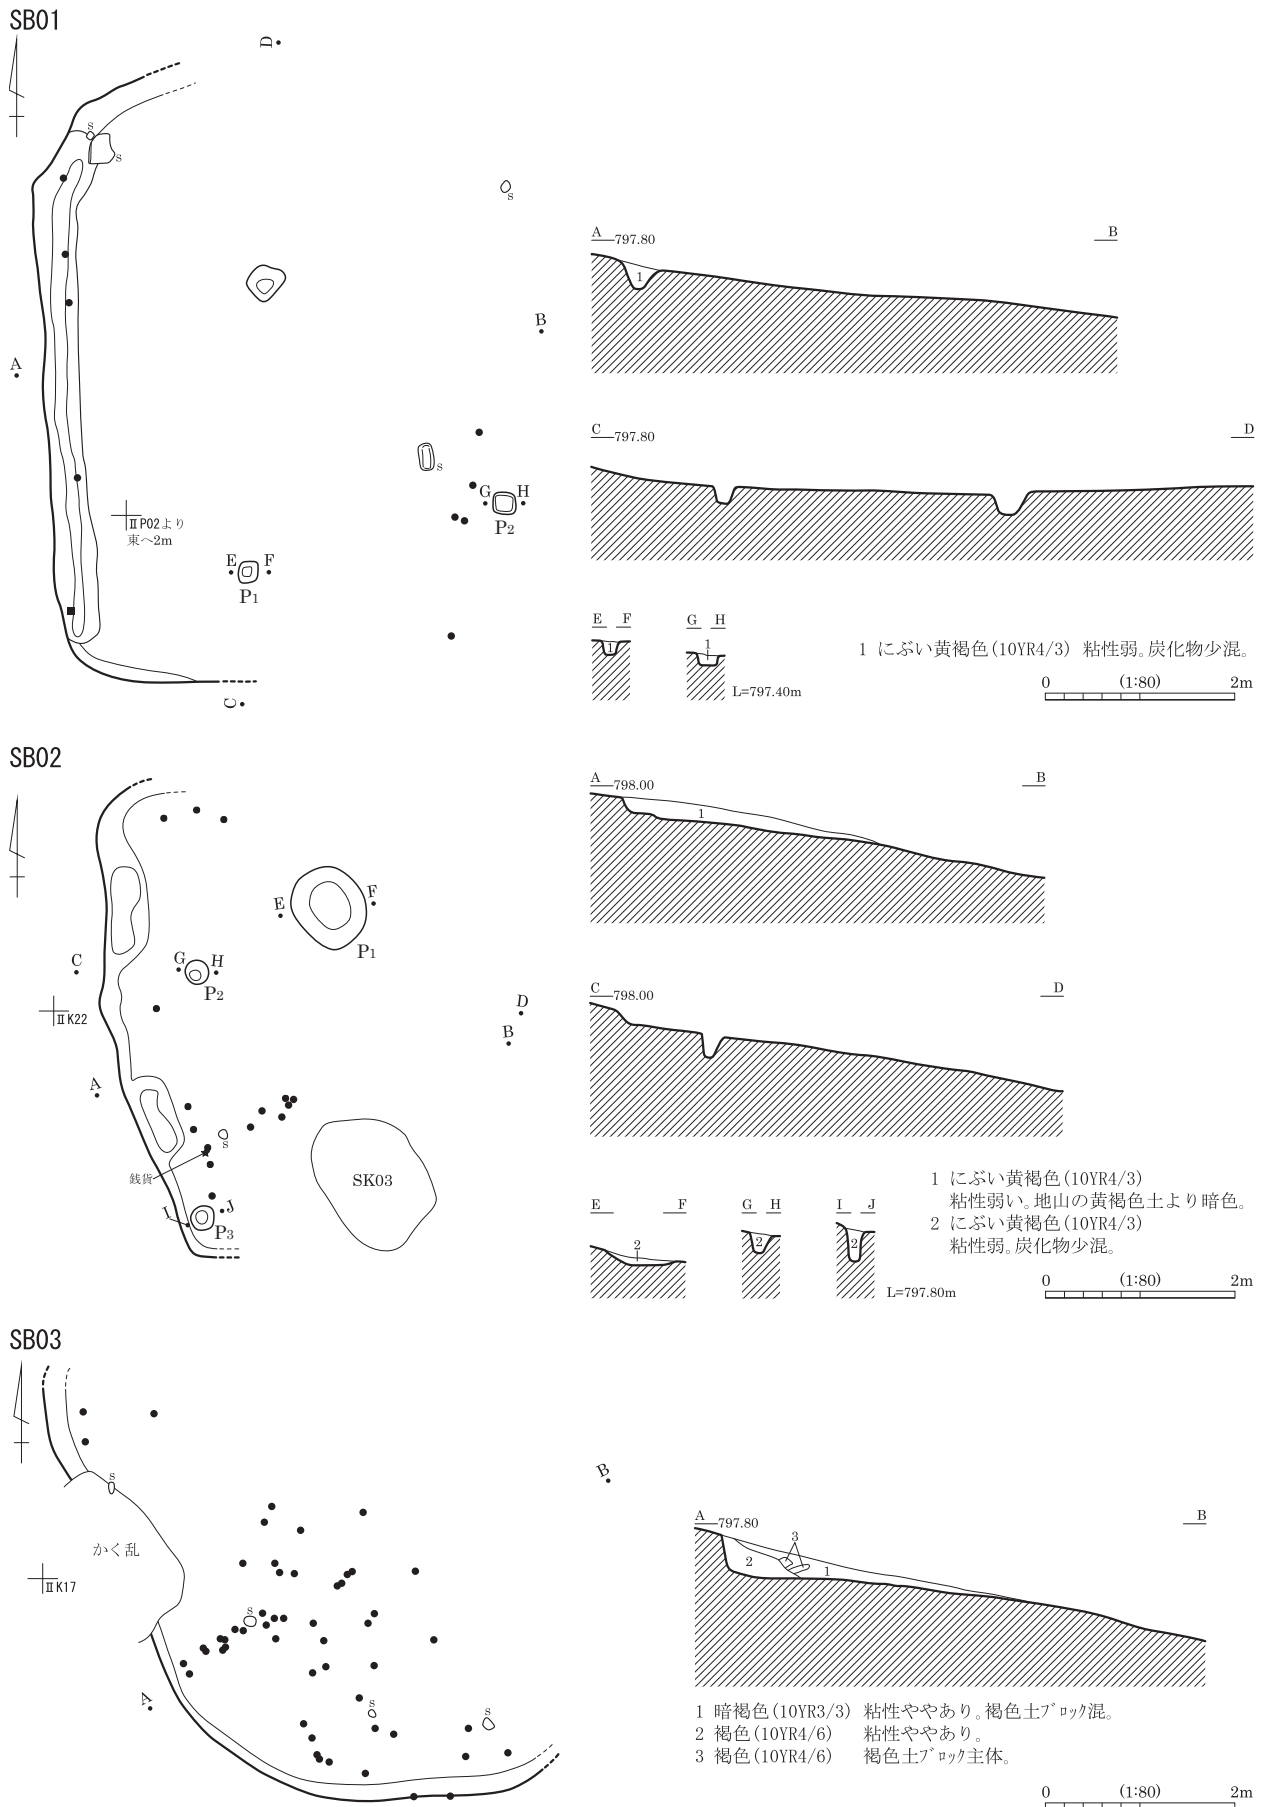 SB01
D
s
s
s
A
B
A 797.80 B
C 797.80 D
s
G H
P2
ⅡP02より
東へ2m
E F
P1
C
E F
G H
1
1
1
L=797.40m
1 にぶい黄褐色(10YR4/3) 粘性弱。炭化物少混。
0 (1:80) 2m
SB02
E F
P1
G H
P2
C
ⅡK22
D
B
A
s
銭貨
SK03
I J
P3
A 798.00 B
1
C 798.00 D
E F
2
G H
2
I J
2
L=797.80m
1 にぶい黄褐色(10YR4/3)
粘性弱い。地山の黄褐色土より暗色。
2 にぶい黄褐色(10YR4/3)
粘性弱。炭化物少混。
0 (1:80) 2m
SB03
s
かく乱
ⅡK17
B
s
A
s
s
A 797.80 B
3
2
1
1 暗褐色(10YR3/3) 粘性ややあり。褐色土ブロック混。
2 褐色(10YR4/6) 粘性ややあり。
3 褐色(10YR4/6) 褐色土ブロック主体。
0 (1:80) 2m